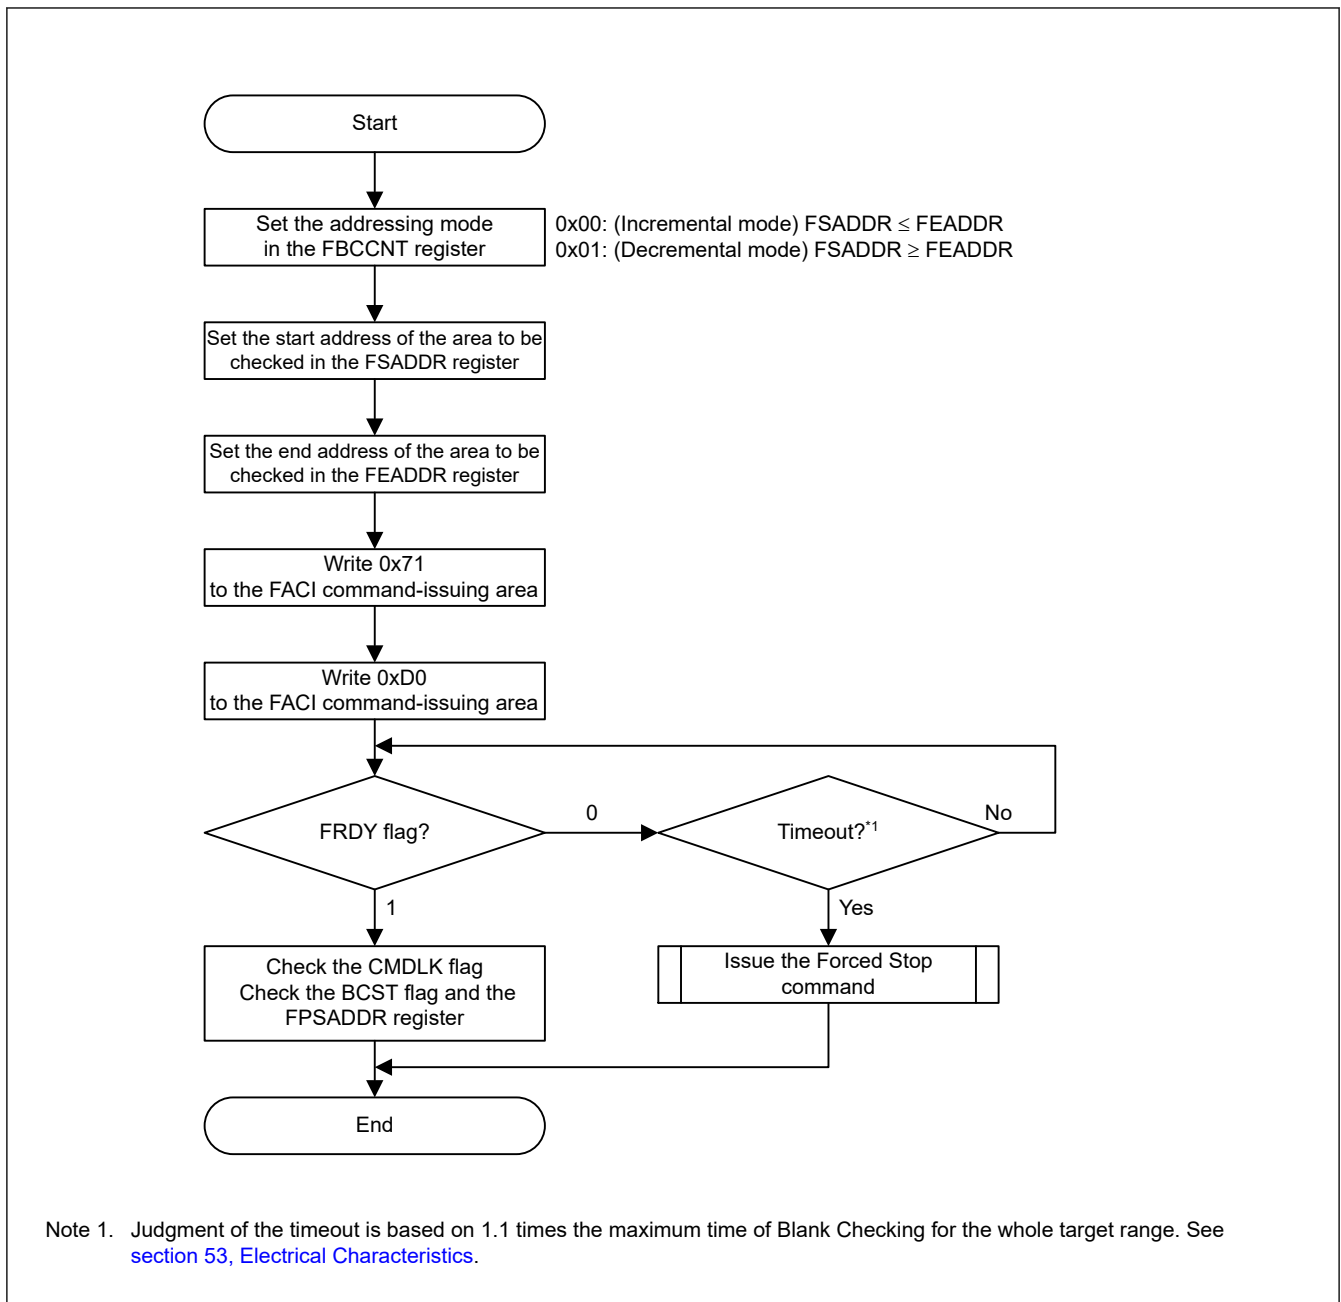 Start
Set the addressing mode
in the FBCCNT register
0x00: (Incremental mode) FSADDR ≤ FEADDR
0x01: (Decremental mode) FSADDR ≥ FEADDR
Set the start address of the area to be
checked in the FSADDR register
Set the end address of the area to be
checked in the FEADDR register
Write 0x71
to the FACI command-issuing area
Write 0xD0
to the FACI command-issuing area
FRDY flag?
0
Timeout?*1
No
1
Yes
Check the CMDLK flag
Check the BCST flag and the
FPSADDR register
Issue the Forced Stop
command
End
Note 1. Judgment of the timeout is based on 1.1 times the maximum time of Blank Checking for the whole target range. See
section 53, Electrical Characteristics.